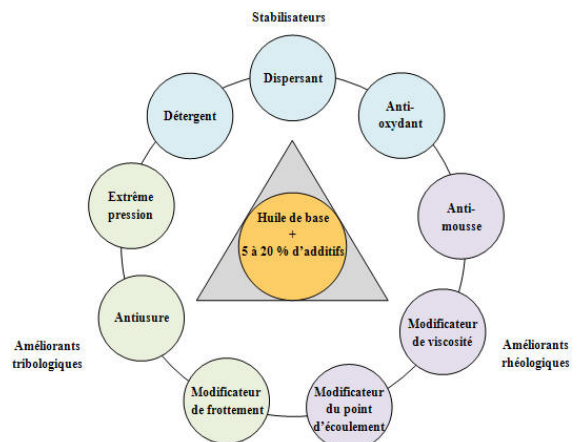 Stabilisateurs
Dispersant
Détergent
Anti-
oxydant
Extrême
pression
Anti-
mousse
Huile de base
+
5 à 20 % d'additifs
Antiusure
Modificateur
de viscosité
Améliorants
tribologiques
Améliorants
rhéologiques
Modificateur
de frottement
Modificateur
du point
d'écoulement